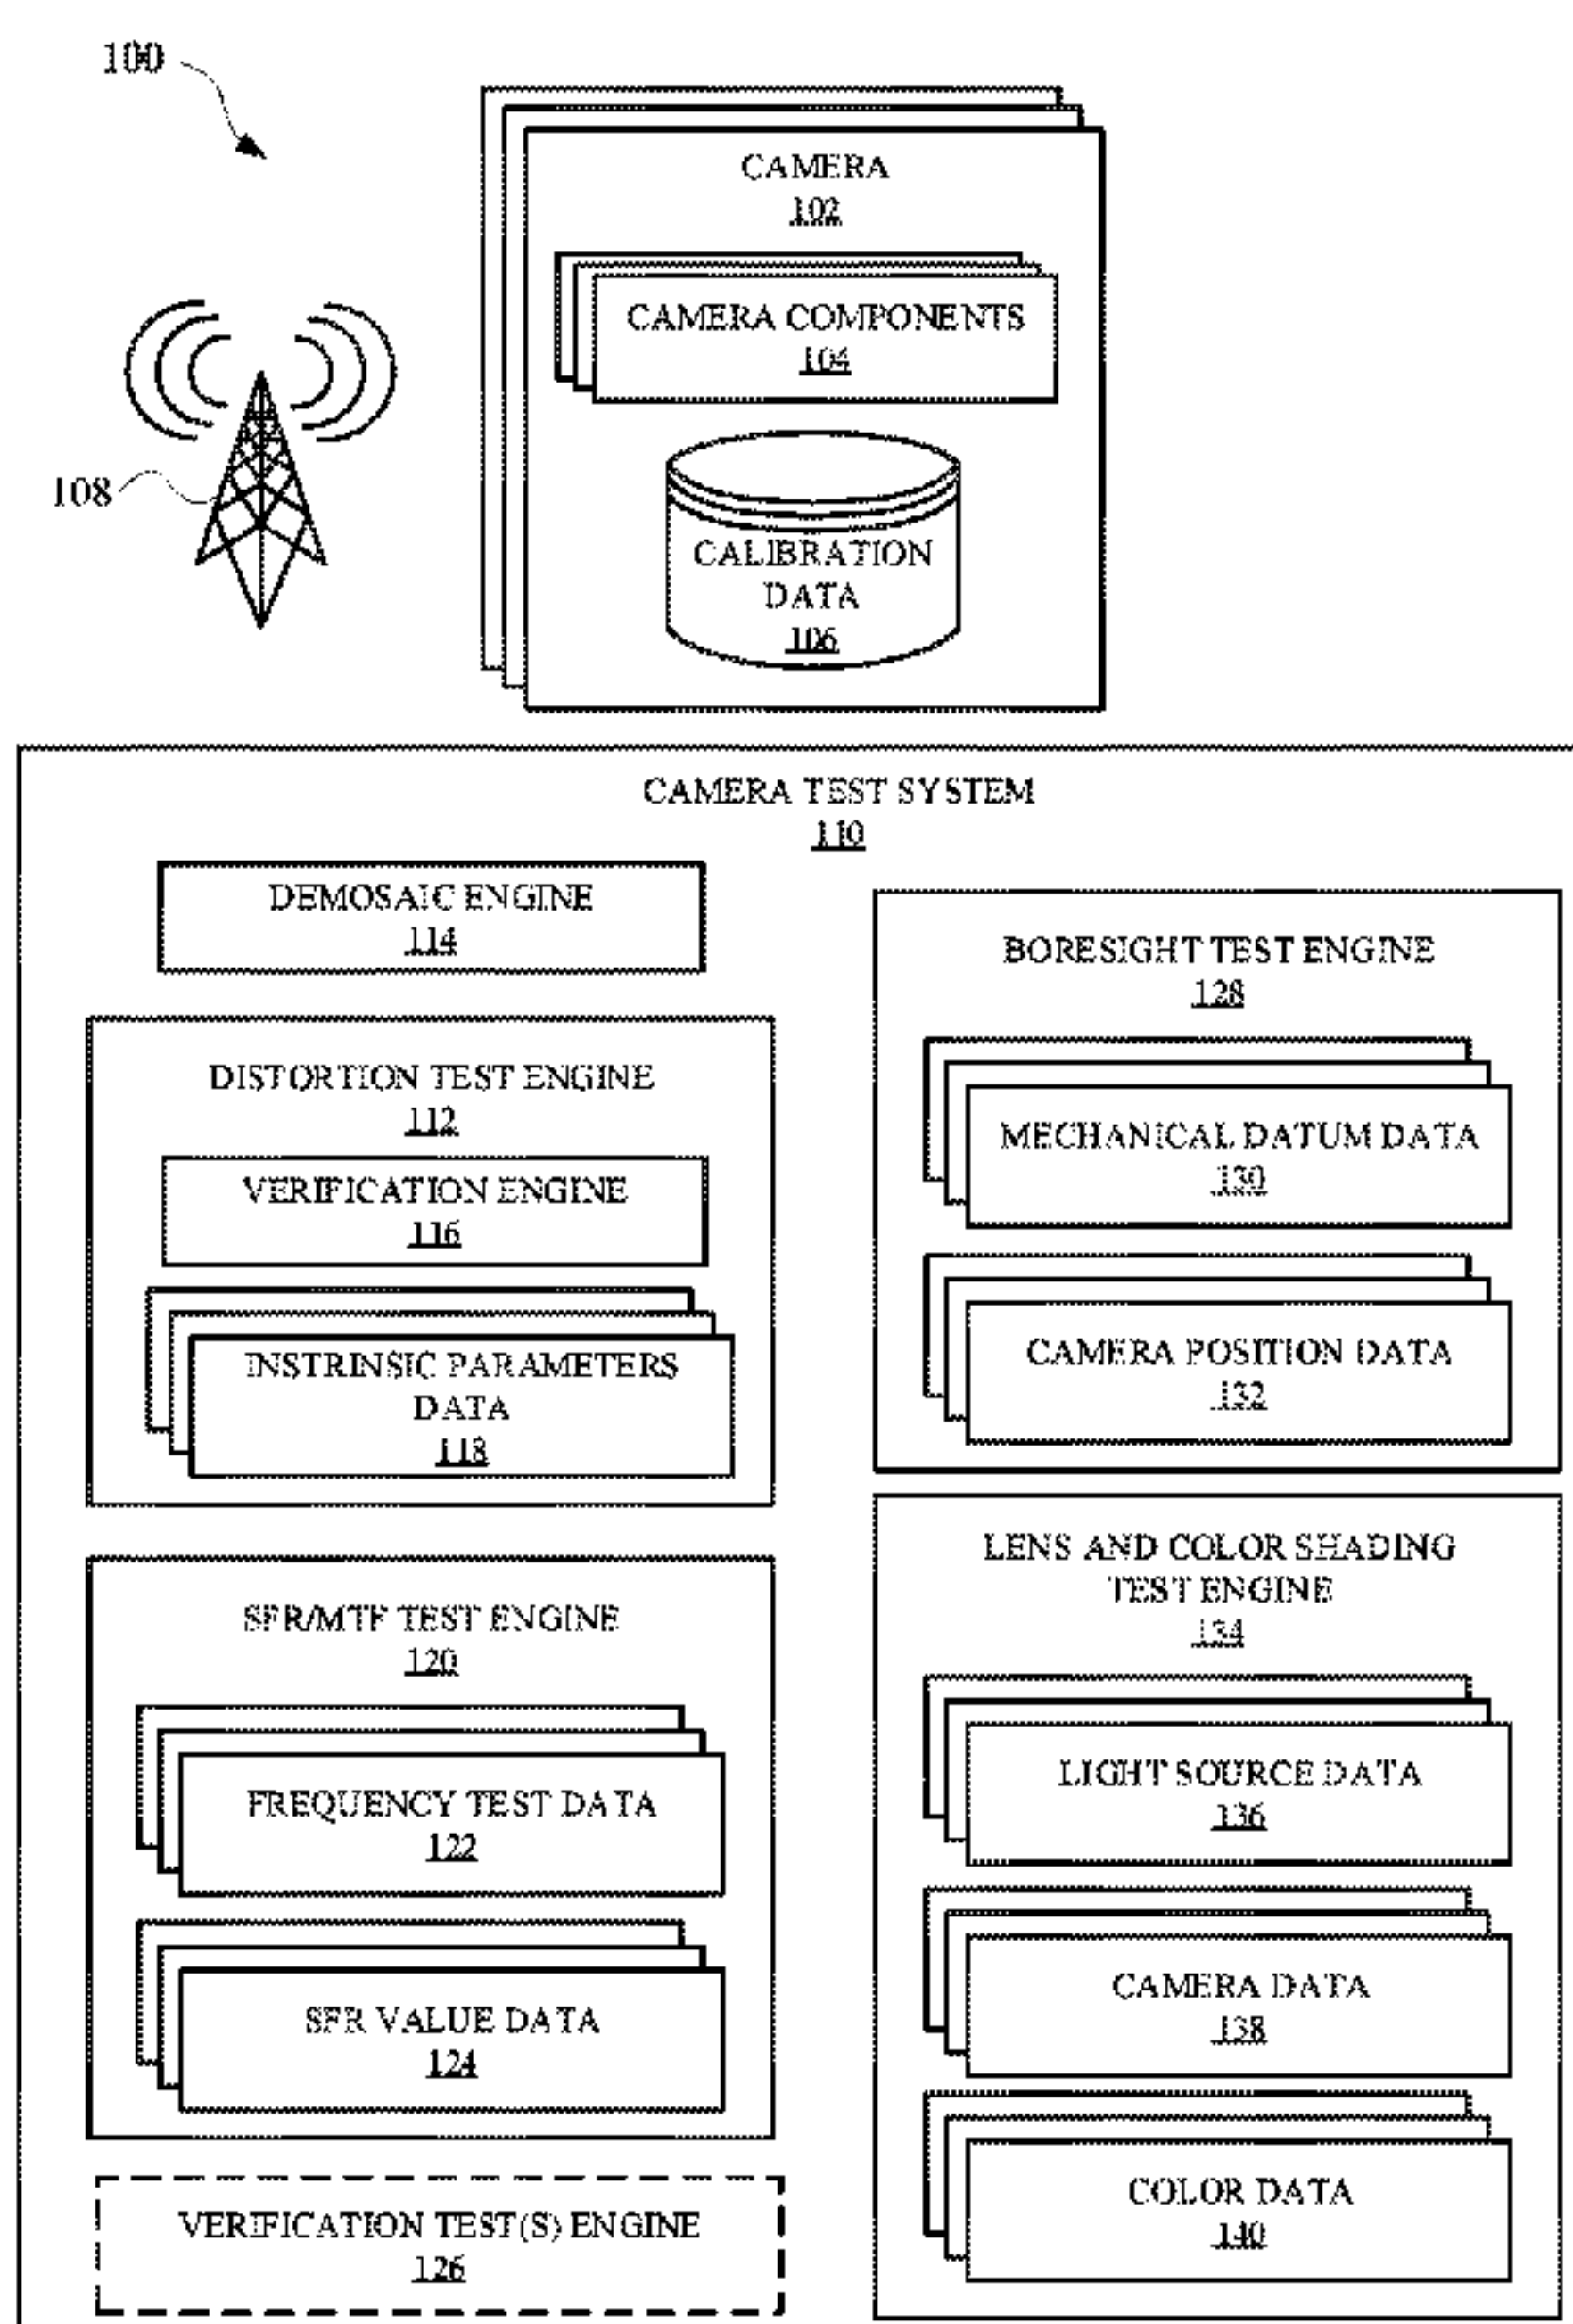 100
CAMERA
102
CAMERA COMPONENTS
104
108
CALIBRATION
DATA
106
CAMERA TEST SYSTEM
110
DEMOSAIC ENGINE
114
DISTORTION TEST ENGINE
112
VERIFICATION ENGINE
116
INSTRINSIC PARAMETERS
DATA
118
SFR/MTF TEST ENGINE
120
FREQUENCY TEST DATA
122
SFR VALUE DATA
124
VERIFICATION TEST(S) ENGINE
126
BORESIGHT TEST ENGINE
128
MECHANICAL DATUM DATA
130
CAMERA POSITION DATA
132
LENS AND COLOR SHADING
TEST ENGINE
134
LIGHT SOURCE DATA
136
CAMERA DATA
138
COLOR DATA
140